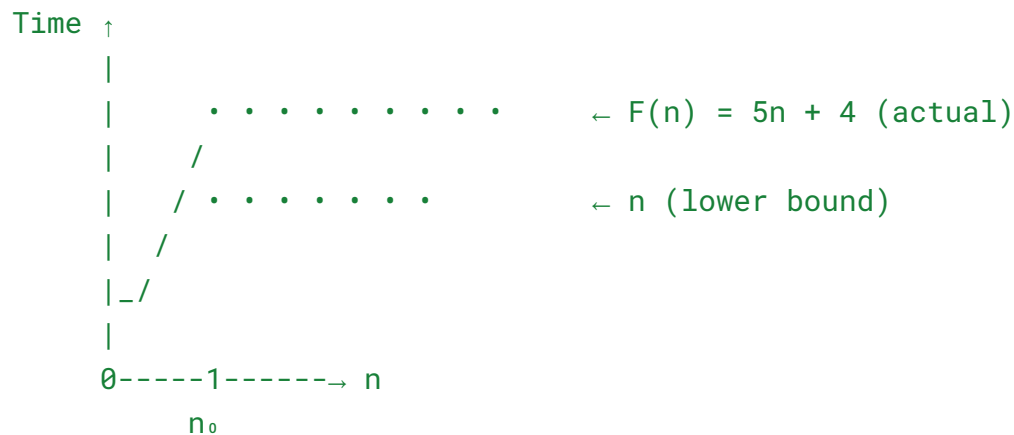 Time ↑
|
|     • • • • • • • • •     ← F(n) = 5n + 4 (actual)
|    /
|   / • • • • • • •         ← n (lower bound)
|  /
|_/
|
0-----1------→ n
n₀